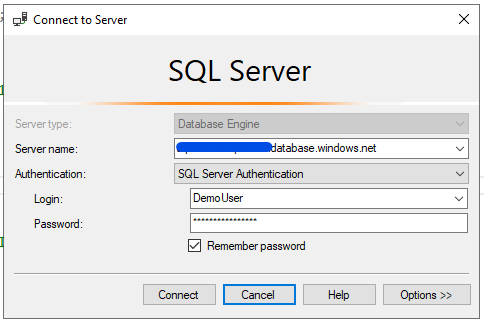 Connect to Server
SQL Server
Server type: Database Engine
Server name: database.windows.net
Authentication: SQL Server Authentication
Login: DemoUser
Password: ****************
Remember password
Connect Cancel Help Options >>